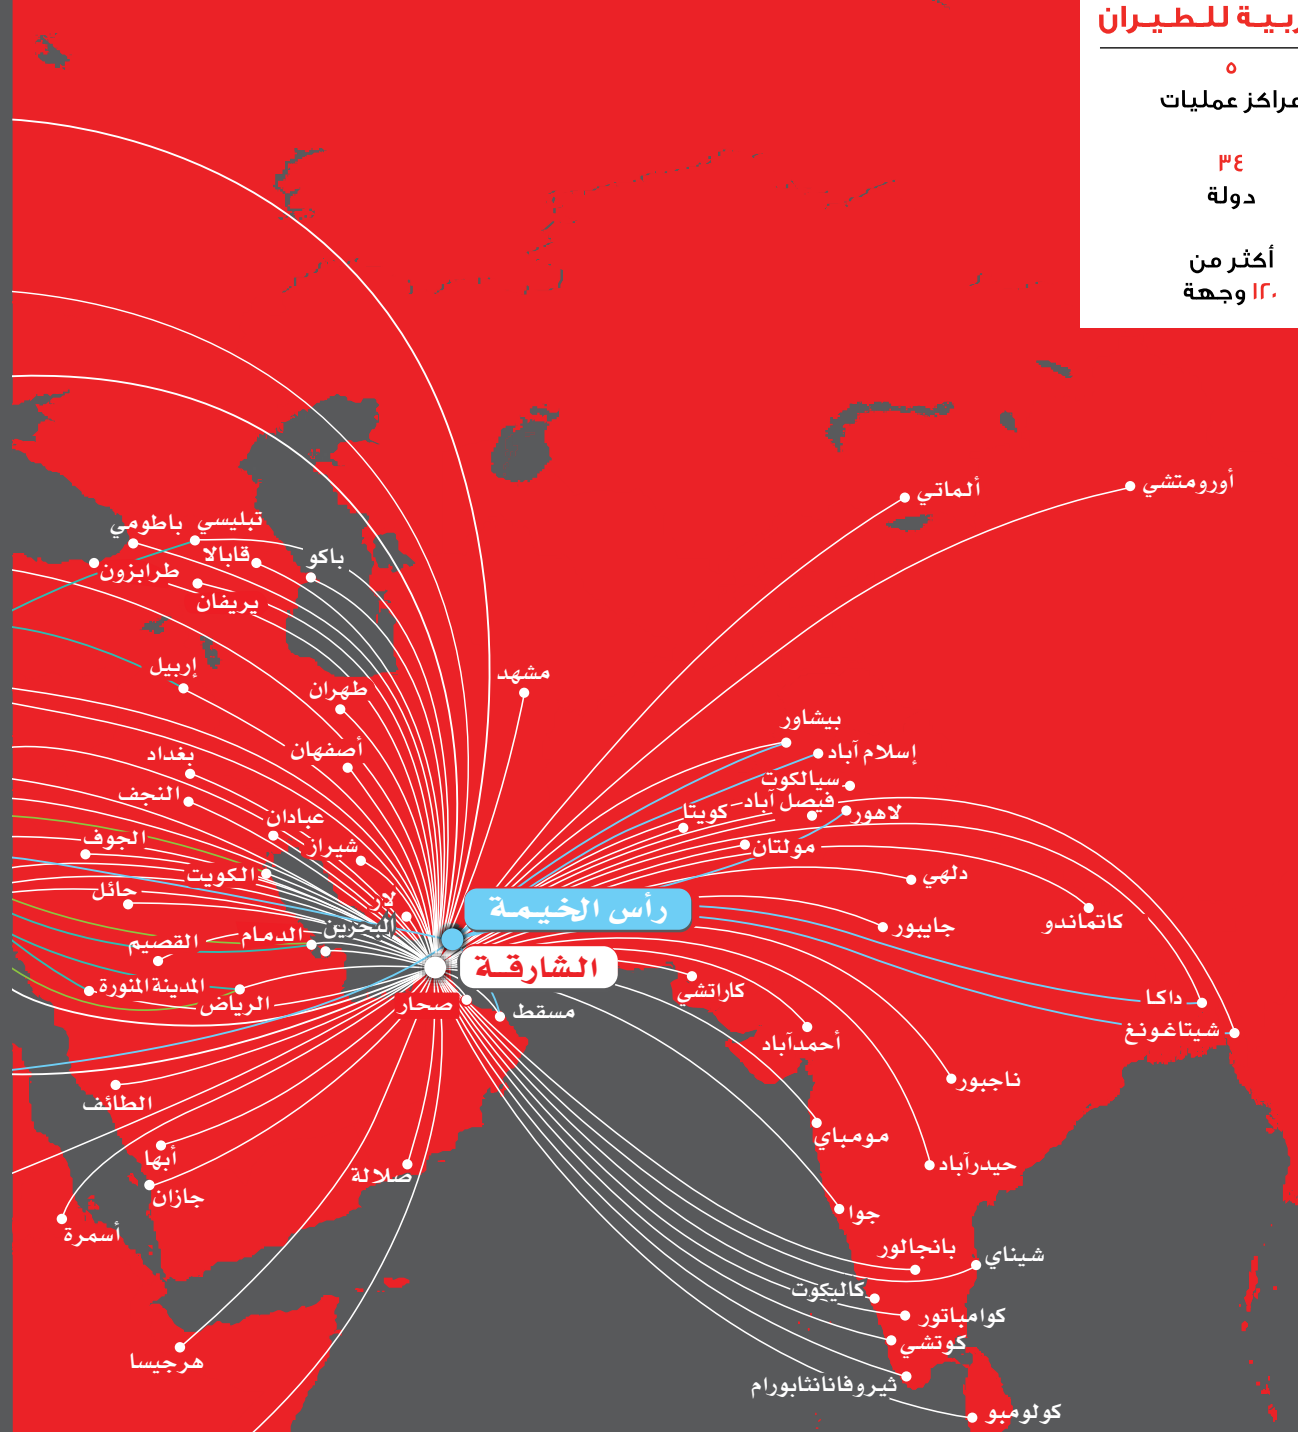 ربية للطيران
٥
مراكز عمليات
٣٤
دولة
أكثر من
١٢٠ وجهة
أورومتشي
ألماتي
تبليسي
باطومي
قابالا
باكو
طرابزون
يريفان
إربيل
مشهد
طهران
بيشاور
إسلام آباد
أصفهان
بغداد
سيالكوت
النجف
فيصل آباد
لاهور
كويتا
عبادان
الجوف
شيراز
مولتان
الكويت
دلهي
حائل
لار
رأس الخيمة
كاتماندو
البحرين
جايبور
الدمام
القصيم
الشارقة
المدينة المنورة
كاراتشي
داكا
الرياض
صحار
مسقط
شيتاغونغ
أحمدآباد
ناجبور
الطائف
مومباي
أبها
حيدرآباد
صلالة
جازان
جوا
أسمرة
بانجالور
شيناي
كاليكوت
كوامباتور
كوتشي
هرجيسا
ثيروفانانثابورام
كولومبو